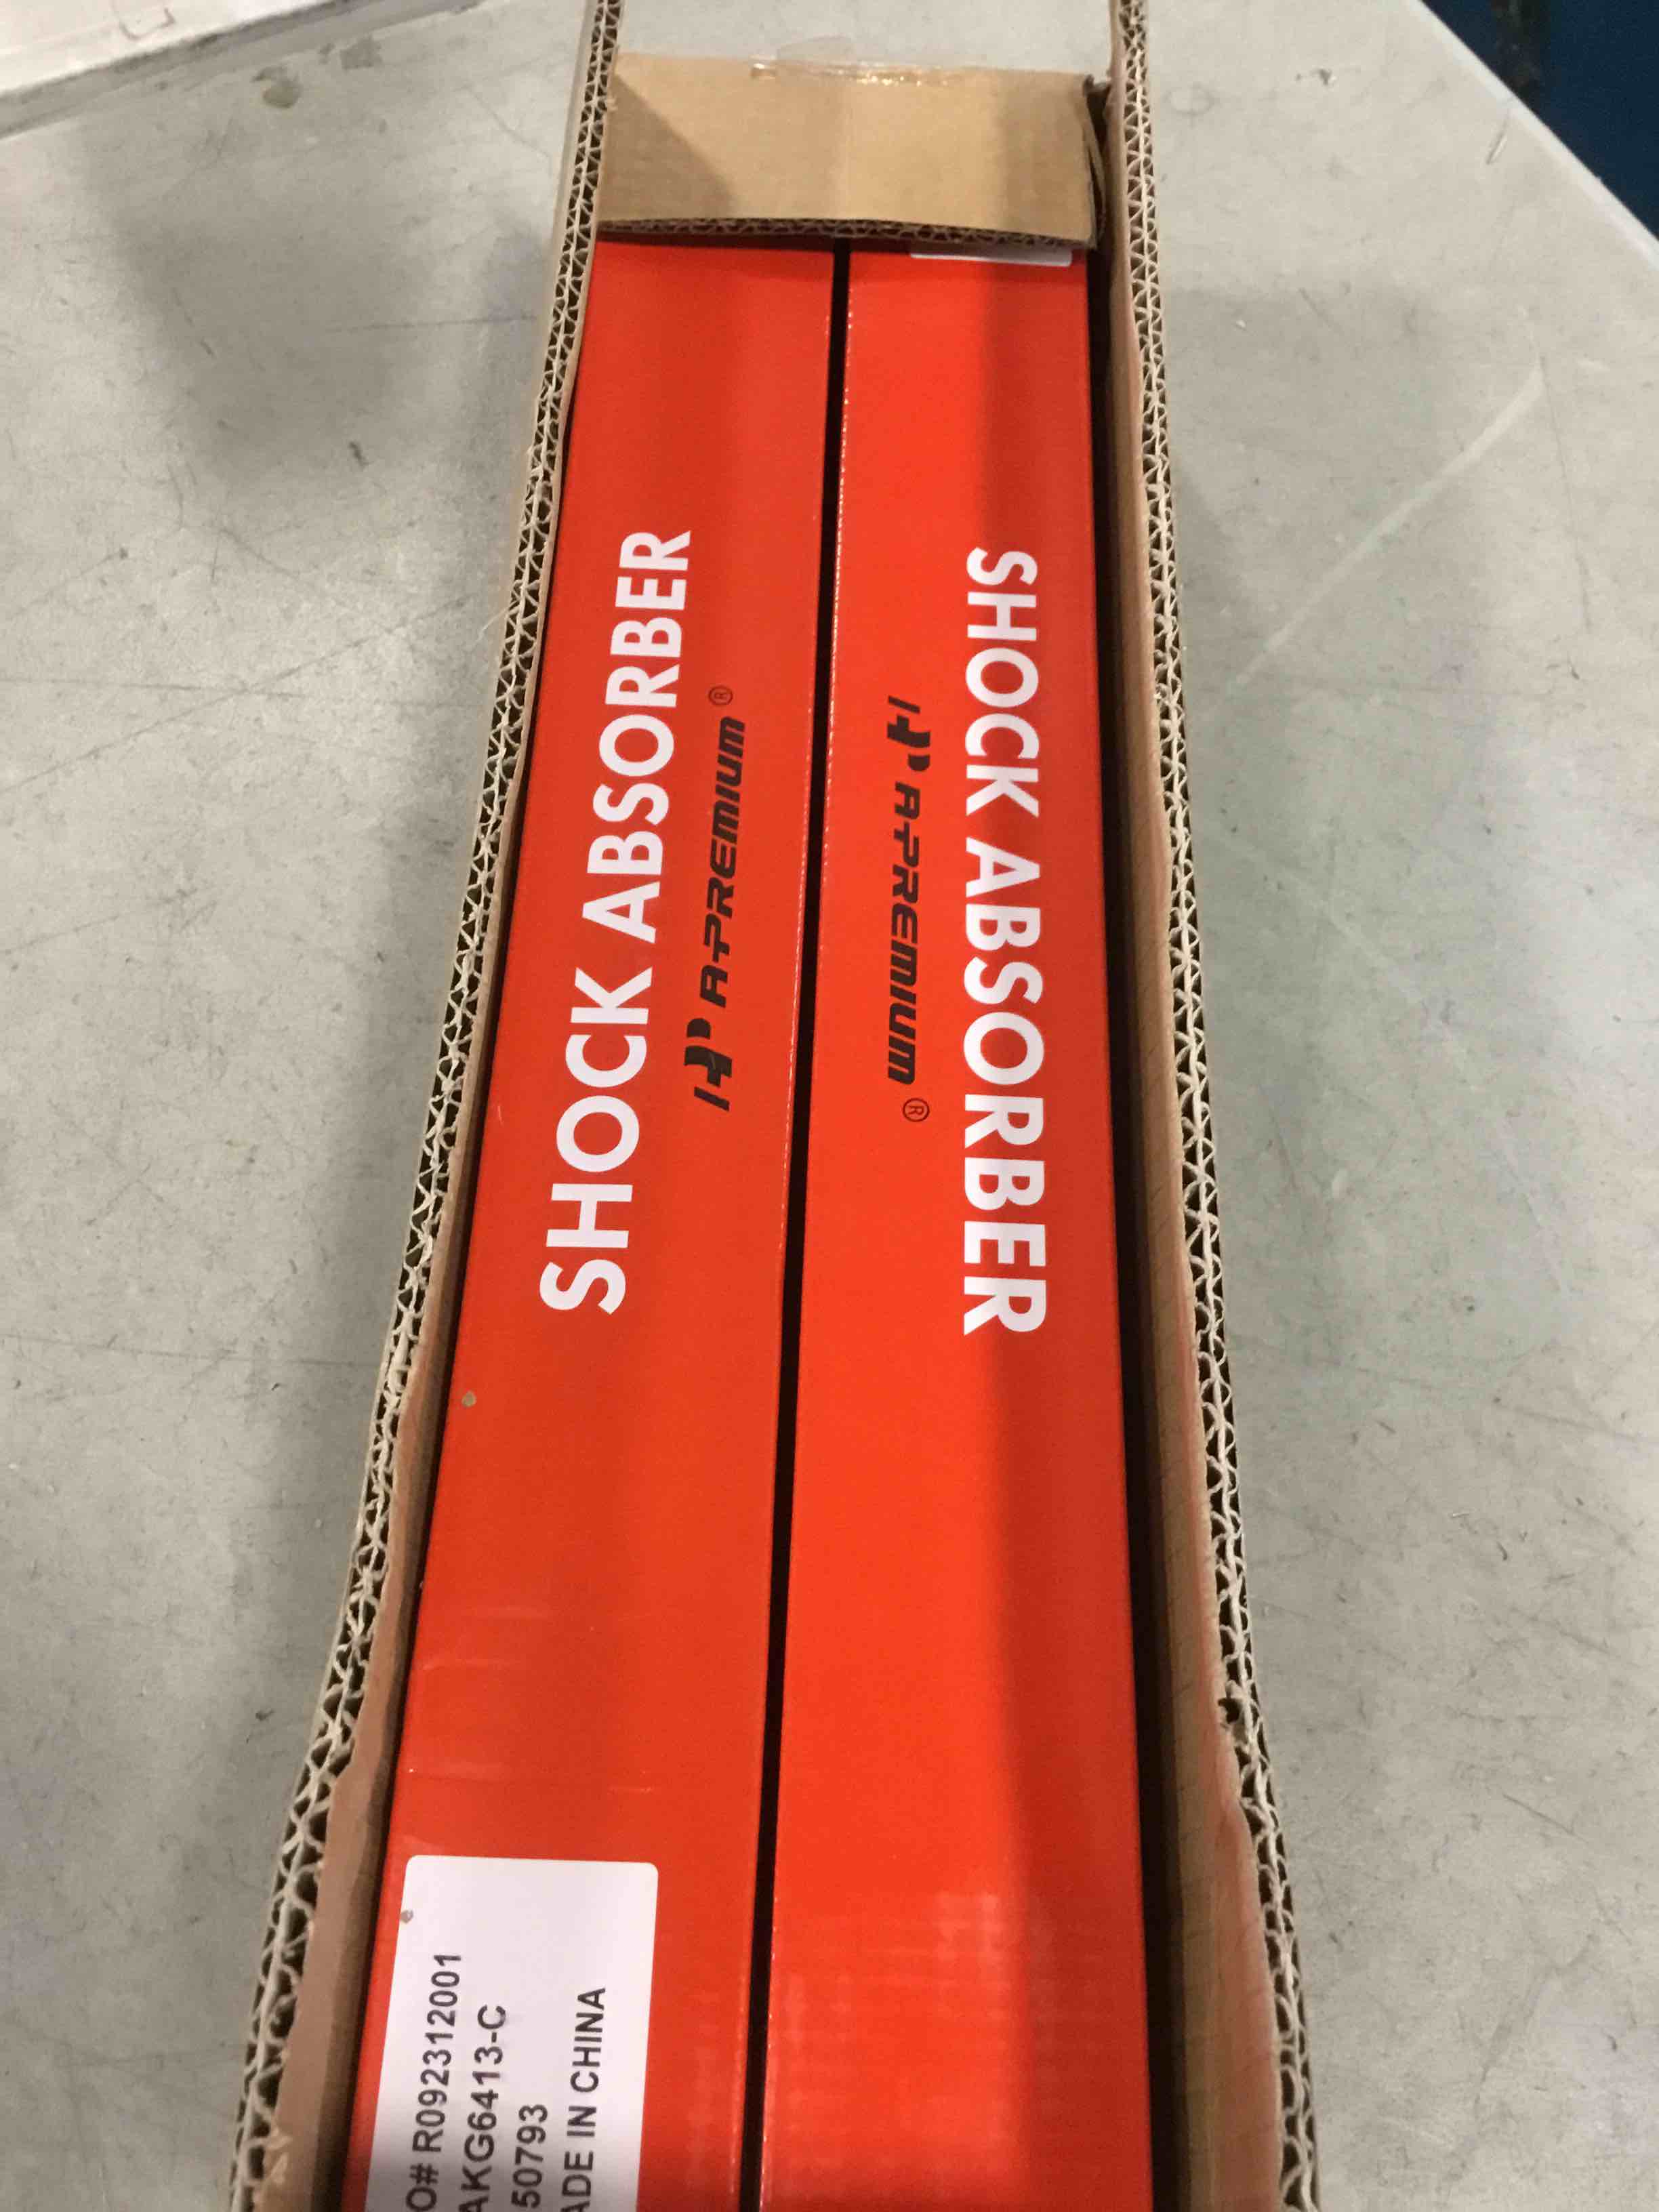 SHOCK ABSORBER
A-PREMIUM®
O# R092312001
AKG6413-C
50793
ADE IN CHINA
SHOCK ABSORBER
A-PREMIUM®